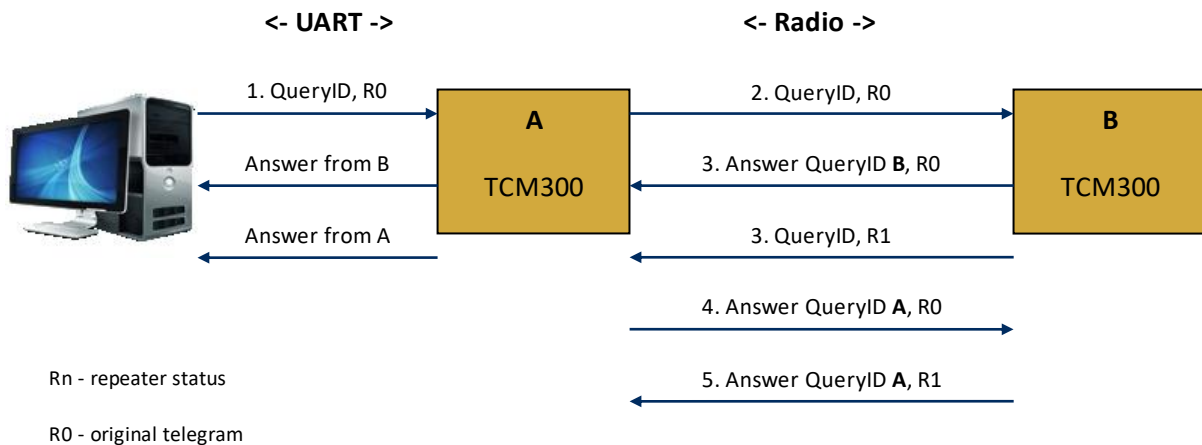 <- UART ->
<- Radio ->
1. QueryID, R0
2. QueryID, R0
A
B
Answer from B
3. Answer QueryID B, R0
TCM300
TCM300
Answer from A
3. QueryID, R1
4. Answer QueryID A, R0
Rn - repeater status
5. Answer QueryID A, R1
R0 - original telegram